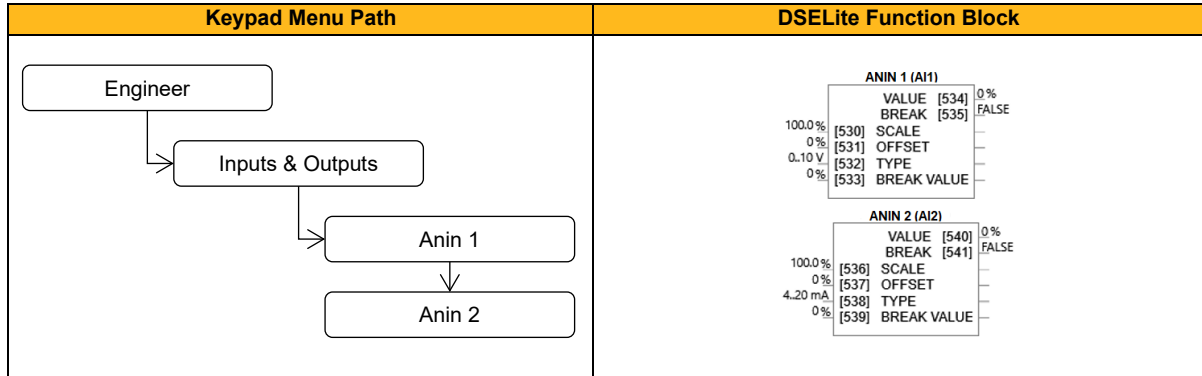 Keypad Menu Path
DSELite Function Block
Engineer
Inputs & Outputs
Anin 1
Anin 2
ANIN 1 (AI1)
VALUE [534] 0 %
BREAK [535] FALSE
100.0 % [530] SCALE
0 % [531] OFFSET
0..10 V [532] TYPE
0 % [533] BREAK VALUE
ANIN 2 (AI2)
VALUE [540] 0 %
BREAK [541] FALSE
100.0 % [536] SCALE
0 % [537] OFFSET
4..20 mA [538] TYPE
0 % [539] BREAK VALUE